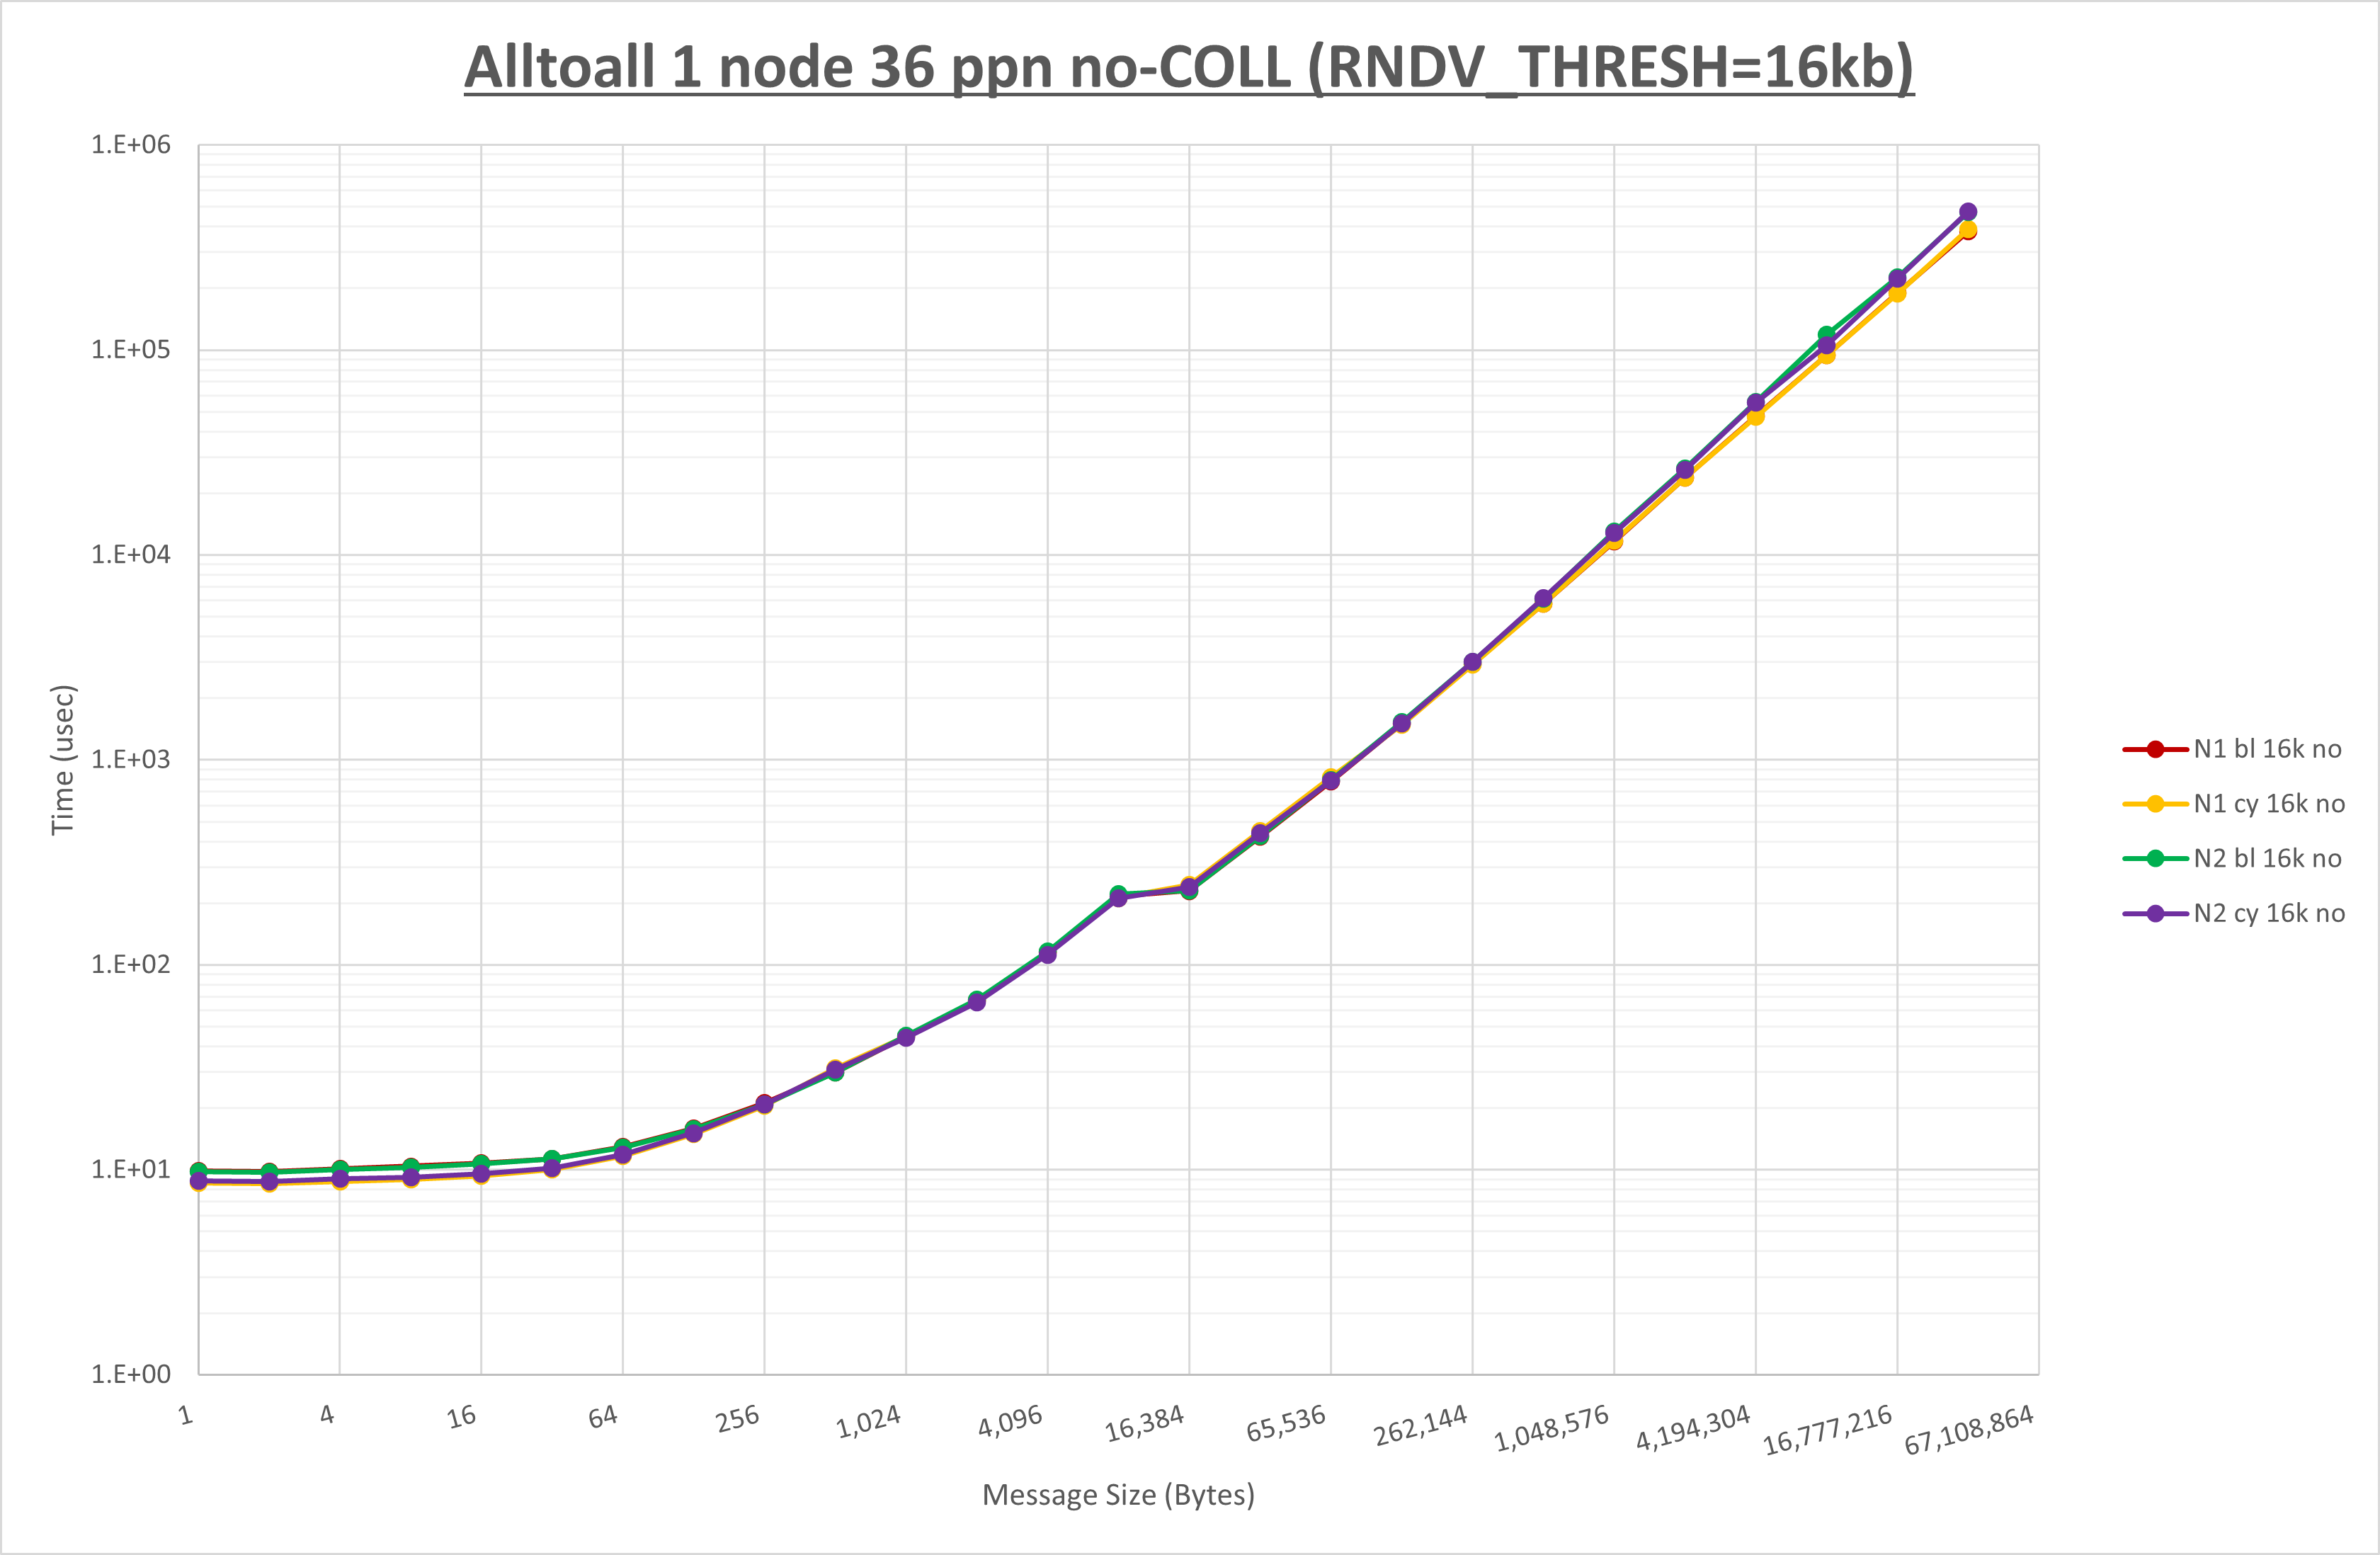 Alltoall 1 node 36 ppn no-COLL (RNDV_THRESH=16kb)
1.E+06
1.E+05
1.E+04
1.E+03
1.E+02
1.E+01
1.E+00
Time (usec)
1
4
16
64
256
1,024
4,096
16,384
65,536
262,144
1,048,576
4,194,304
16,777,216
67,108,864
Message Size (Bytes)
N1 bl 16k no
N1 cy 16k no
N2 bl 16k no
N2 cy 16k no